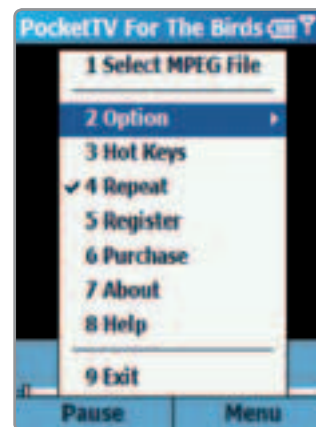 PocketTV For The Birds
1 Select MPEG File
2 Option
3 Hot Keys
4 Repeat
5 Register
6 Purchase
7 About
8 Help
9 Exit
Pause Menu